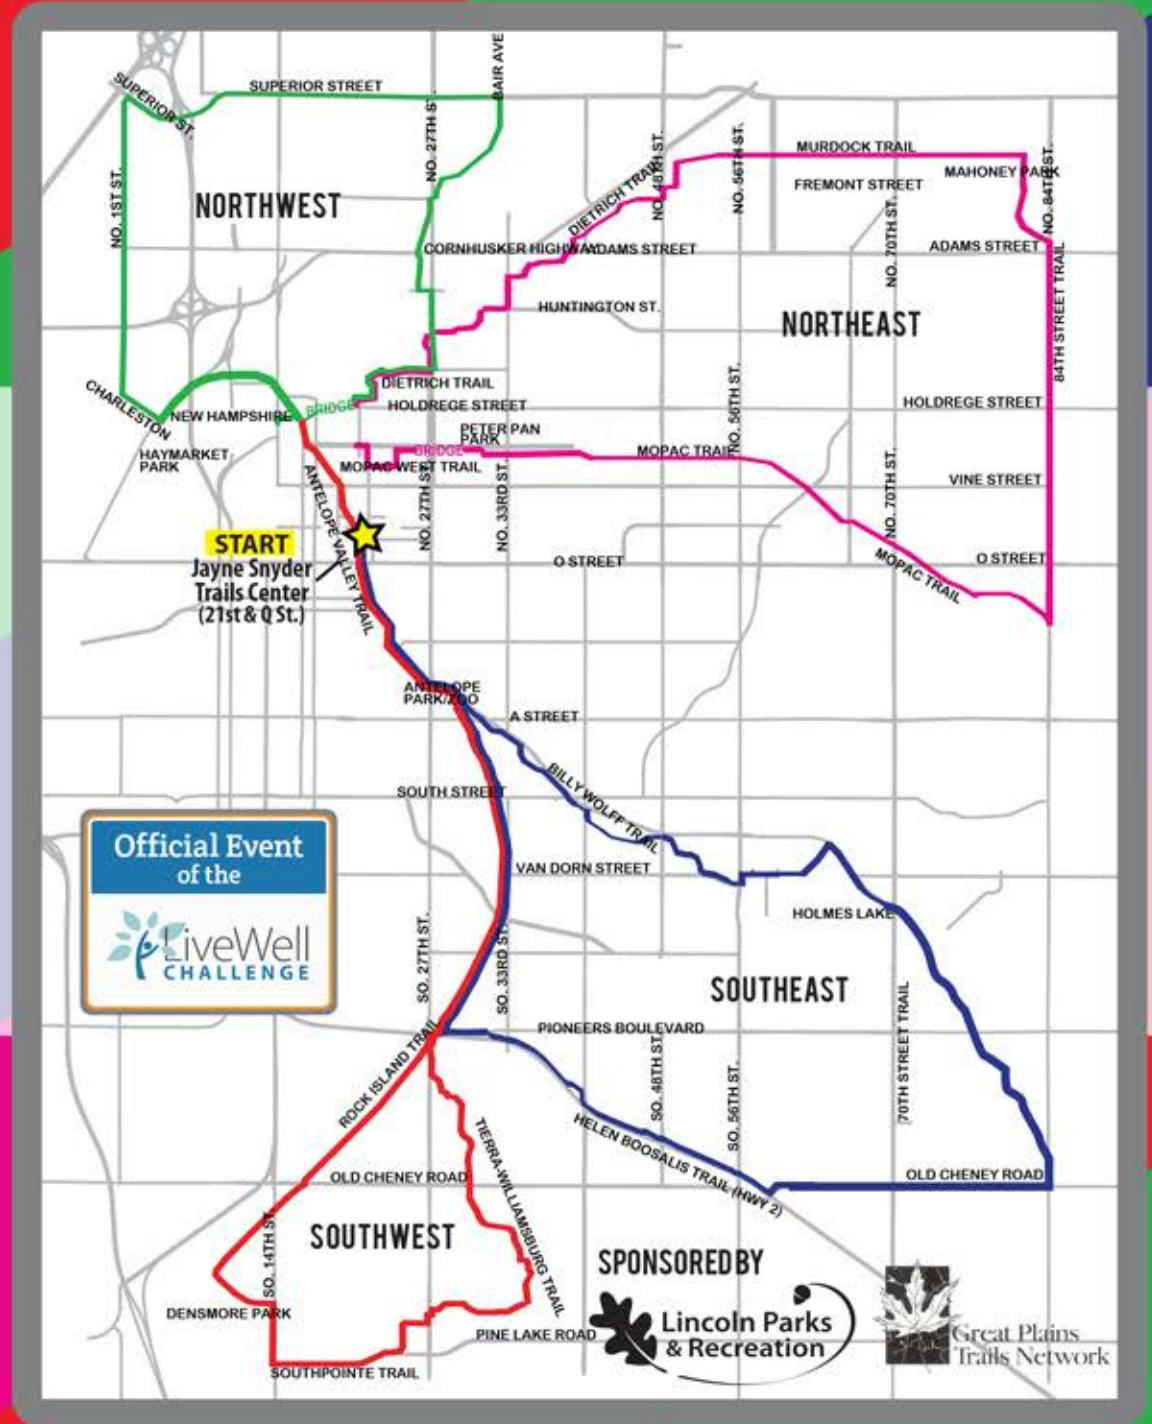 SUPERIOR ST.
SUPERIOR STREET
BAIR AVE
NO. 27TH ST.
NO. 1ST ST.
NORTHWEST
DIETRICH TRAIL
NO. 48TH ST.
NO. 56TH ST.
MURDOCK TRAIL
MAHONEY PARK
FREMONT STREET
NO. 84TH ST.
NO. 70TH ST.
CORNHUSKER HIGHWAY
ADAMS STREET
ADAMS STREET
84TH STREET TRAIL
HUNTINGTON ST.
NORTHEAST
CHARLESTON
NEW HAMPSHIRE
BRIDGE
DIETRICH TRAIL
HOLDREGE STREET
HOLDREGE STREET
NO. 56TH ST.
HAYMARKET
PARK
PETER PAN
PARK
BRIDGE
MOPAC WEST TRAIL
MOPAC TRAIL
VINE STREET
ANTELOPE VALLEY TRAIL
NO. 27TH ST.
NO. 33RD ST.
NO. 70TH ST.
START
Jayne Snyder
Trails Center
(21st & Q St.)
O STREET
O STREET
MOPAC TRAIL
ANTELOPE
PARK/ZOO
A STREET
BILLY WOLFF TRAIL
SOUTH STREET
Official Event
of the
LiveWell
CHALLENGE
VAN DORN STREET
HOLMES LAKE
SO. 27TH ST.
SO. 33RD ST.
SOUTHEAST
70TH STREET TRAIL
PIONEERS BOULEVARD
SO. 48TH ST.
SO. 56TH ST.
ROCK ISLAND TRAIL
TIERRA-WILLIAMSBURG TRAIL
HELEN BOOSALIS TRAIL (HWY 2)
OLD CHENEY ROAD
OLD CHENEY ROAD
SO. 14TH ST.
SOUTHWEST
DENSMORE PARK
PINE LAKE ROAD
SOUTHPOINTE TRAIL
SPONSORED BY
Lincoln Parks
& Recreation
Great Plains
Trails Network